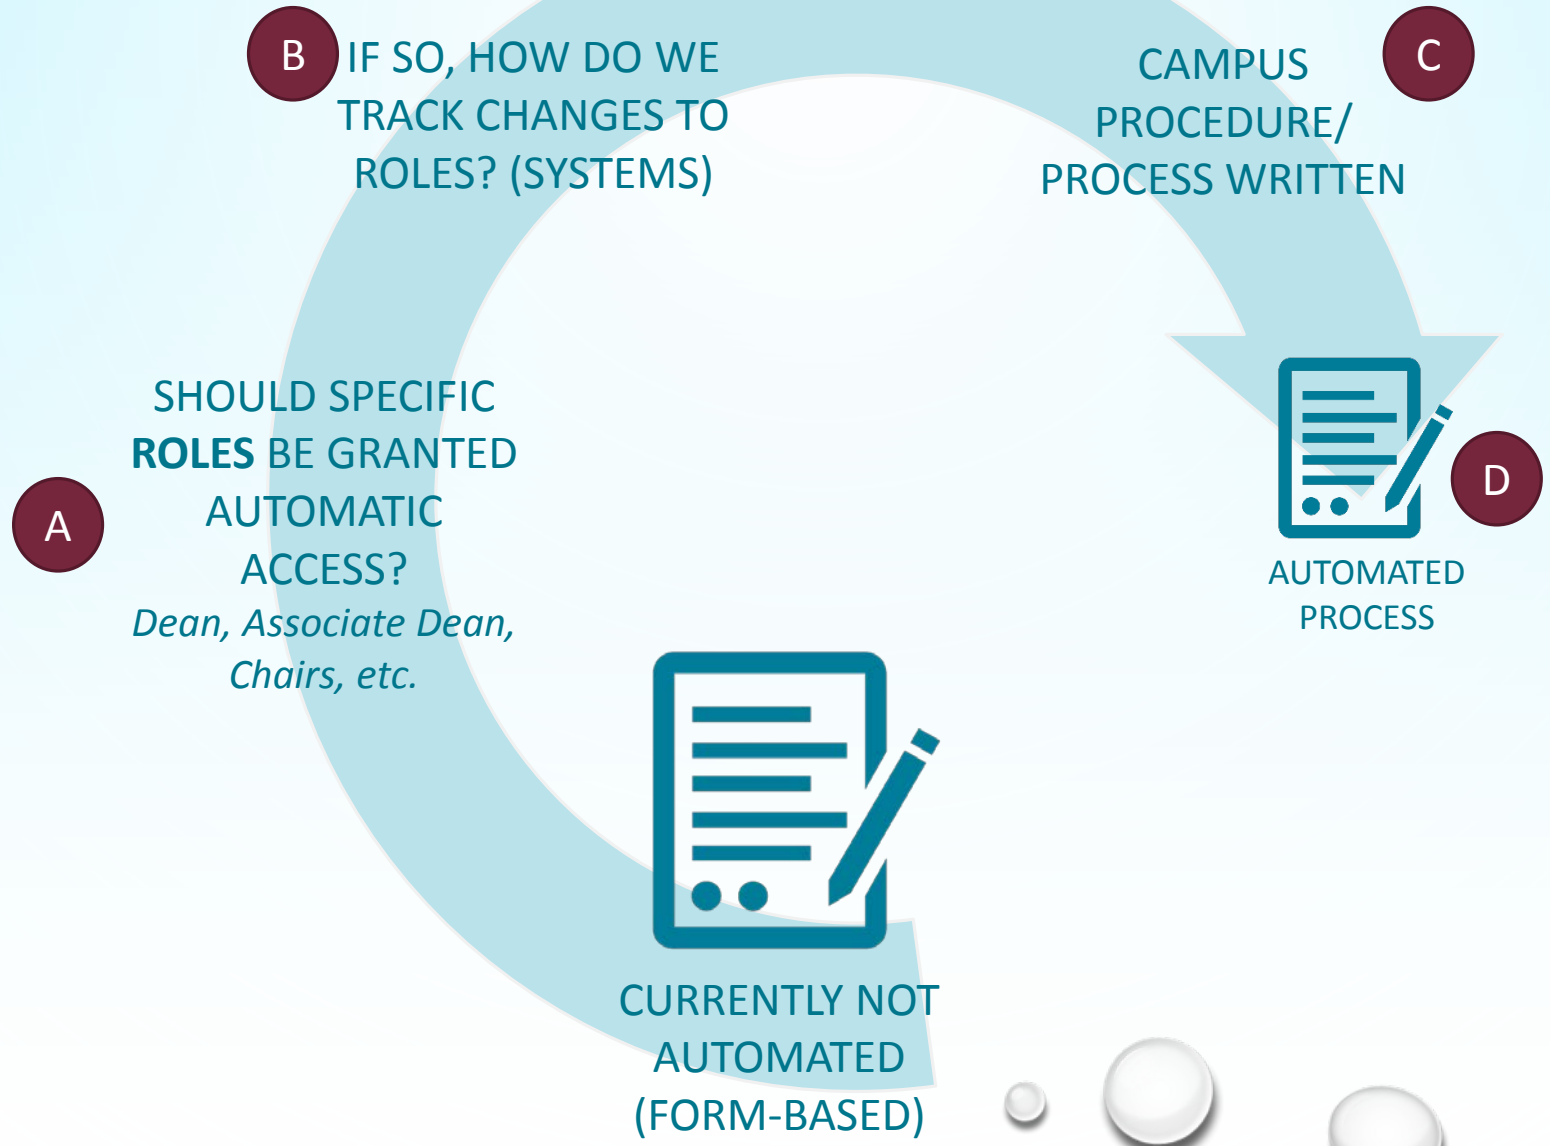 B
IF SO, HOW DO WE
TRACK CHANGES TO
ROLES? (SYSTEMS)
C
CAMPUS
PROCEDURE/
PROCESS WRITTEN
A
SHOULD SPECIFIC
ROLES BE GRANTED
AUTOMATIC
ACCESS?
Dean, Associate Dean,
Chairs, etc.
D
AUTOMATED
PROCESS
CURRENTLY NOT
AUTOMATED
(FORM-BASED)